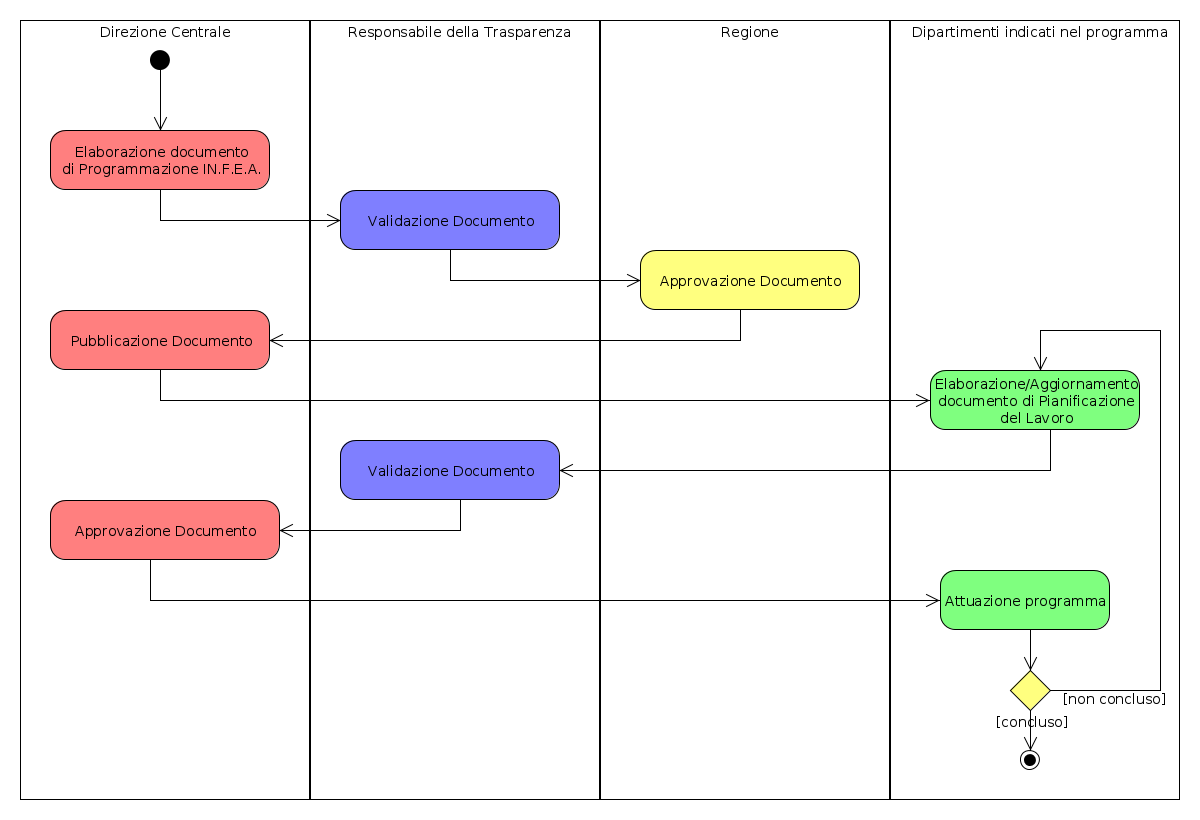 Direzione Centrale
Responsabile della Trasparenza
Regione
Dipartimenti indicati nel programma
Elaborazione documento
di Programmazione IN.F.E.A.
Validazione Documento
Approvazione Documento
Pubblicazione Documento
Elaborazione/Aggiornamento
documento di Pianificazione
del Lavoro
Validazione Documento
Approvazione Documento
Attuazione programma
[non concluso]
[concluso]